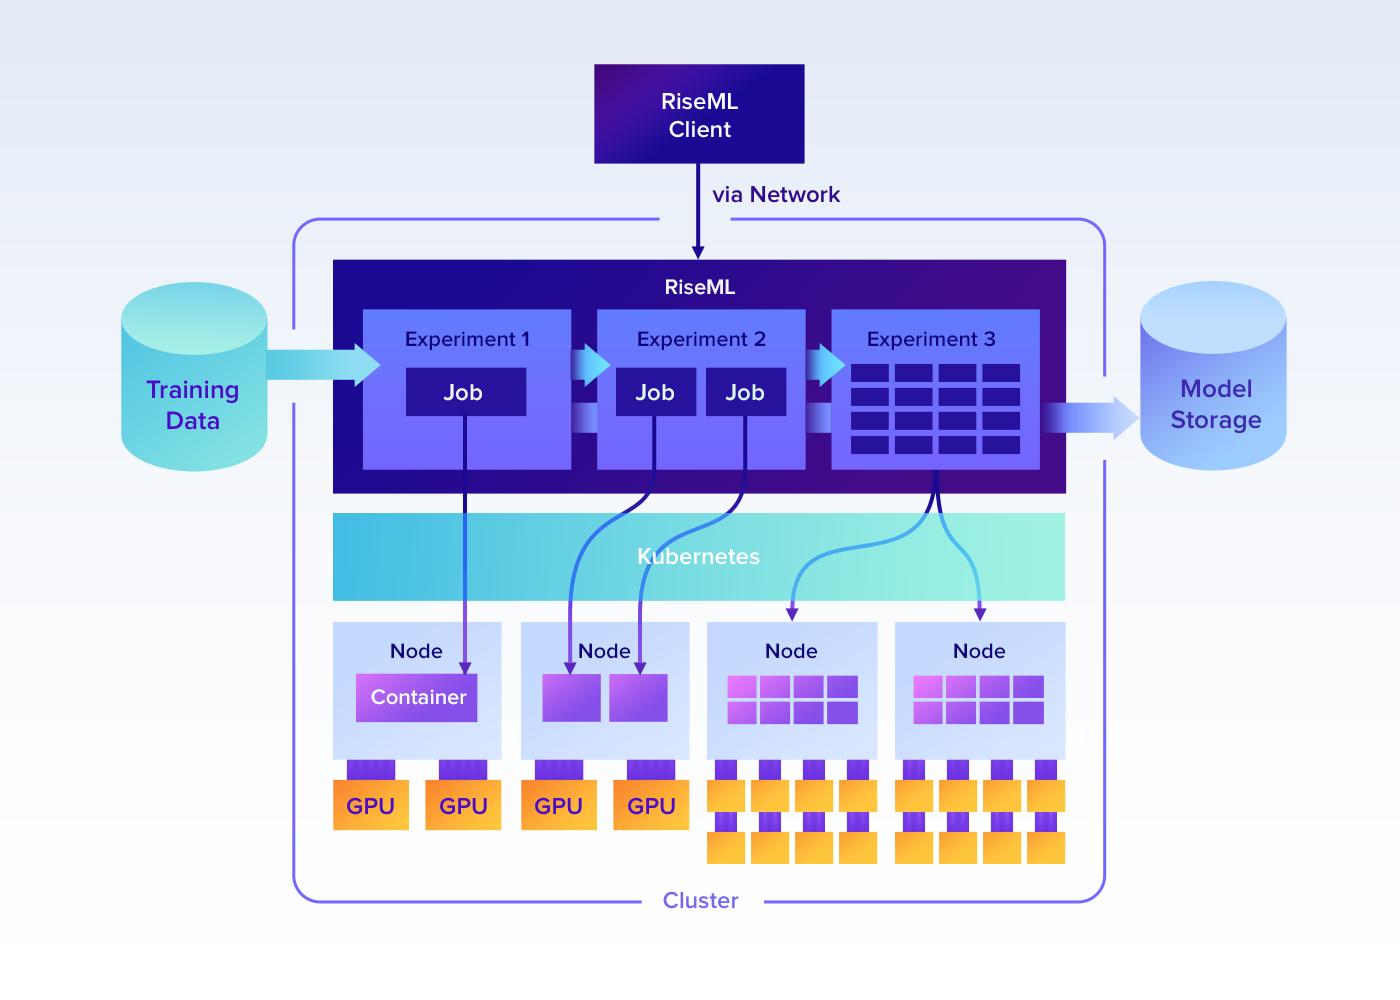 RiseML
Client
via Network
RiseML
Experiment 1
Experiment 2
Experiment 3
Job
Job
Job
Training
Data
Model
Storage
Kubernetes
Node
Node
Node
Node
Container
GPU
GPU
GPU
GPU
Cluster